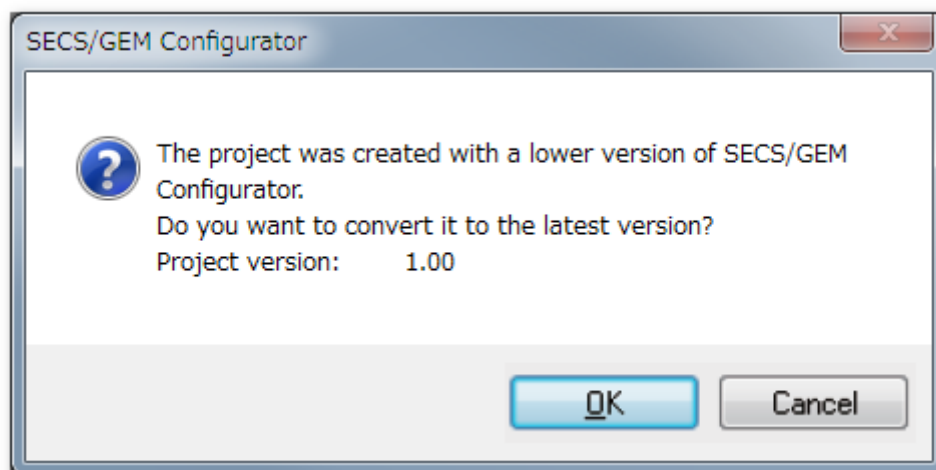 SECS/GEM Configurator
The project was created with a lower version of SECS/GEM
Configurator.
Do you want to convert it to the latest version?
Project version: 1.00
OK
Cancel